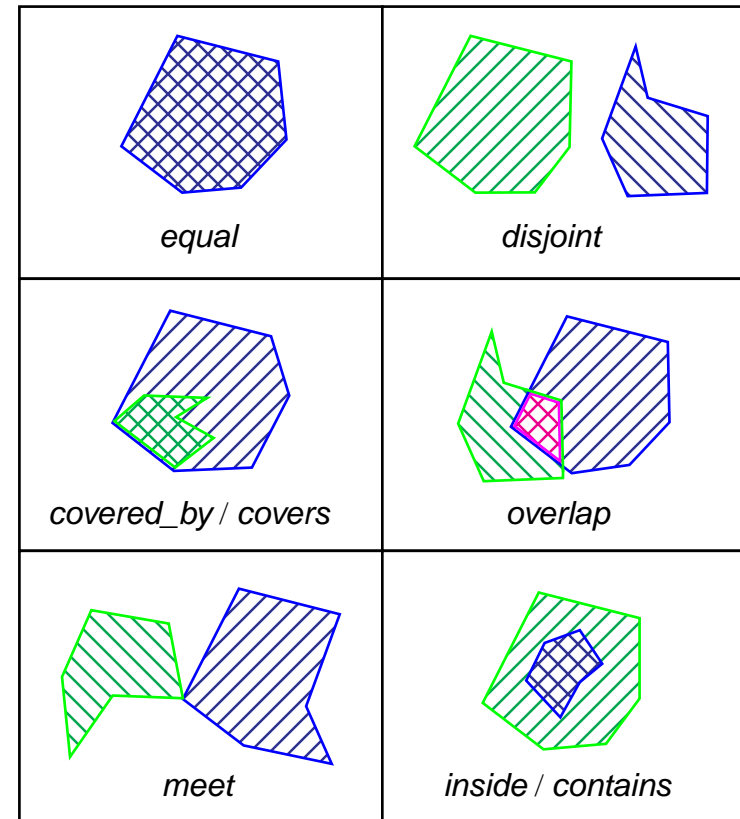 equal
disjoint
covered_by / covers
overlap
meet
inside / contains